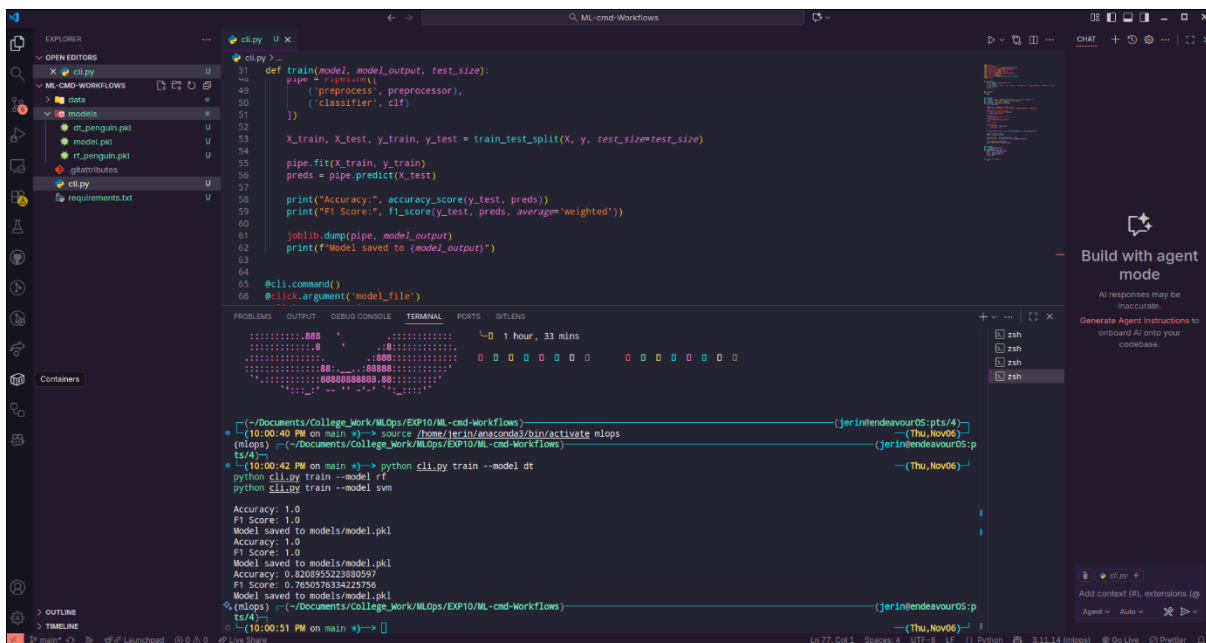 ML-cmd-Workflows
EXPLORER
OPEN EDITORS
cli.py U
ML-CMD-WORKFLOWS
data
models
dt_penguin.pkl U
model.pkl U
rf_penguin.pkl U
.gitattributes
cli.py U
requirements.txt U
Containers
OUTLINE
TIMELINE
cli.py U
cli.py > ...
31 def train(model, model_output, test_size):
48 pipe = Pipeline([
49 ('preprocess', preprocessor),
50 ('classifier', clf)
51 ])
52
53 X_train, X_test, y_train, y_test = train_test_split(X, y, test_size=test_size)
54
55 pipe.fit(X_train, y_train)
56 preds = pipe.predict(X_test)
57
58 print("Accuracy:", accuracy_score(y_test, preds))
59 print("F1 Score:", f1_score(y_test, preds, average='weighted'))
60
61 joblib.dump(pipe, model_output)
62 print(f"Model saved to {model_output}")
63
64
65 @cli.command()
66 @click.argument('model_file')
PROBLEMS OUTPUT DEBUG CONSOLE TERMINAL PORTS GITLENS
1 hour, 33 mins
(~/Documents/College_Work/MLOps/EXP10/ML-cmd-Workflows) (jerin@endeavourOS:pts/4)
(10:00:40 PM on main ✶)──> source /home/jerin/anaconda3/bin/activate mlops (Thu,Nov06)
(mlops) (~/Documents/College_Work/MLOps/EXP10/ML-cmd-Workflows) (jerin@endeavourOS:p
ts/4)
(10:00:42 PM on main ✶)──> python cli.py train --model dt (Thu,Nov06)
python cli.py train --model rf
python cli.py train --model svm
Accuracy: 1.0
F1 Score: 1.0
Model saved to models/model.pkl
Accuracy: 1.0
F1 Score: 1.0
Model saved to models/model.pkl
Accuracy: 0.8208955223880597
F1 Score: 0.7650576334225756
Model saved to models/model.pkl
(mlops) (~/Documents/College_Work/MLOps/EXP10/ML-cmd-Workflows) (jerin@endeavourOS:p
ts/4)
(10:00:51 PM on main ✶)──>
zsh
zsh
zsh
zsh
CHAT
Build with agent
mode
AI responses may be
inaccurate.
Generate Agent Instructions to
onboard AI onto your
codebase.
cli.py +
Add context (#), extensions (@
Agent Auto
main* Launchpad 0 0 Live Share Ln 77, Col 1 Spaces: 4 UTF-8 LF Python 3.11.14 (mlops) Go Live Prettier